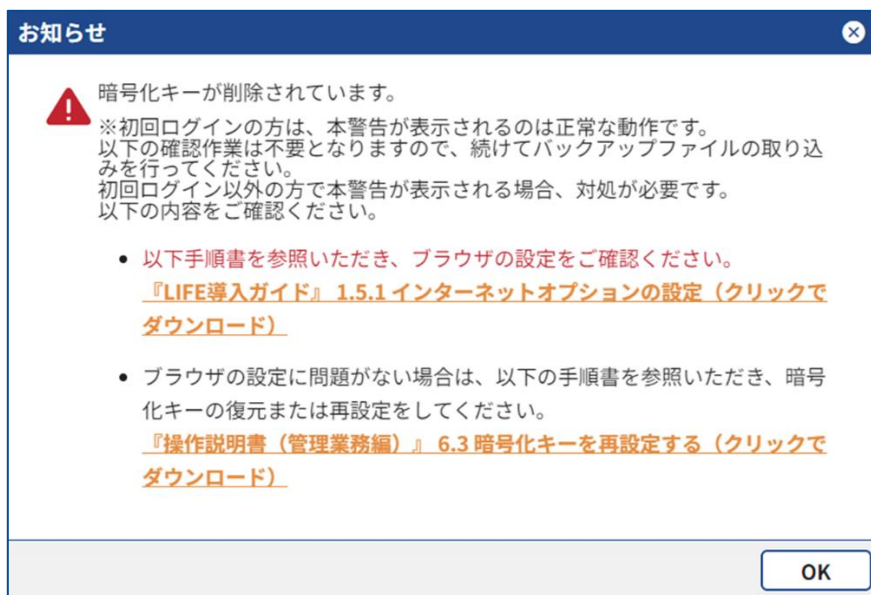 お知らせ
暗号化キーが削除されています。
※初回ログインの方は、本警告が表示されるのは正常な動作です。
以下の確認作業は不要となりますので、続けてバックアップファイルの取り込
みを行ってください。
初回ログイン以外の方で本警告が表示される場合、対処が必要です。
以下の内容をご確認ください。
• 以下手順書を参照いただき、ブラウザの設定をご確認ください。
『LIFE導入ガイド』 1.5.1 インターネットオプションの設定（クリックで
ダウンロード）
• ブラウザの設定に問題がない場合は、以下の手順書を参照いただき、暗号
化キーの復元または再設定をしてください。
『操作説明書（管理業務編）』 6.3 暗号化キーを再設定する（クリックで
ダウンロード）
OK